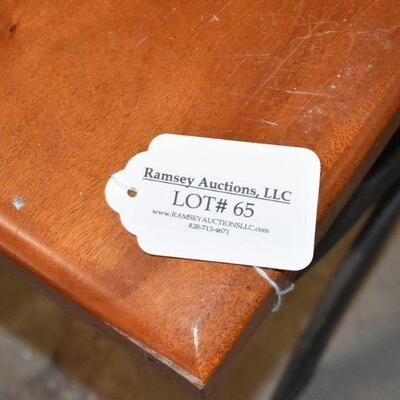 Ramsey Auctions, LLC
LOT# 65
www.RAMSEYAUCTIONSLLC.com
828-713-4671